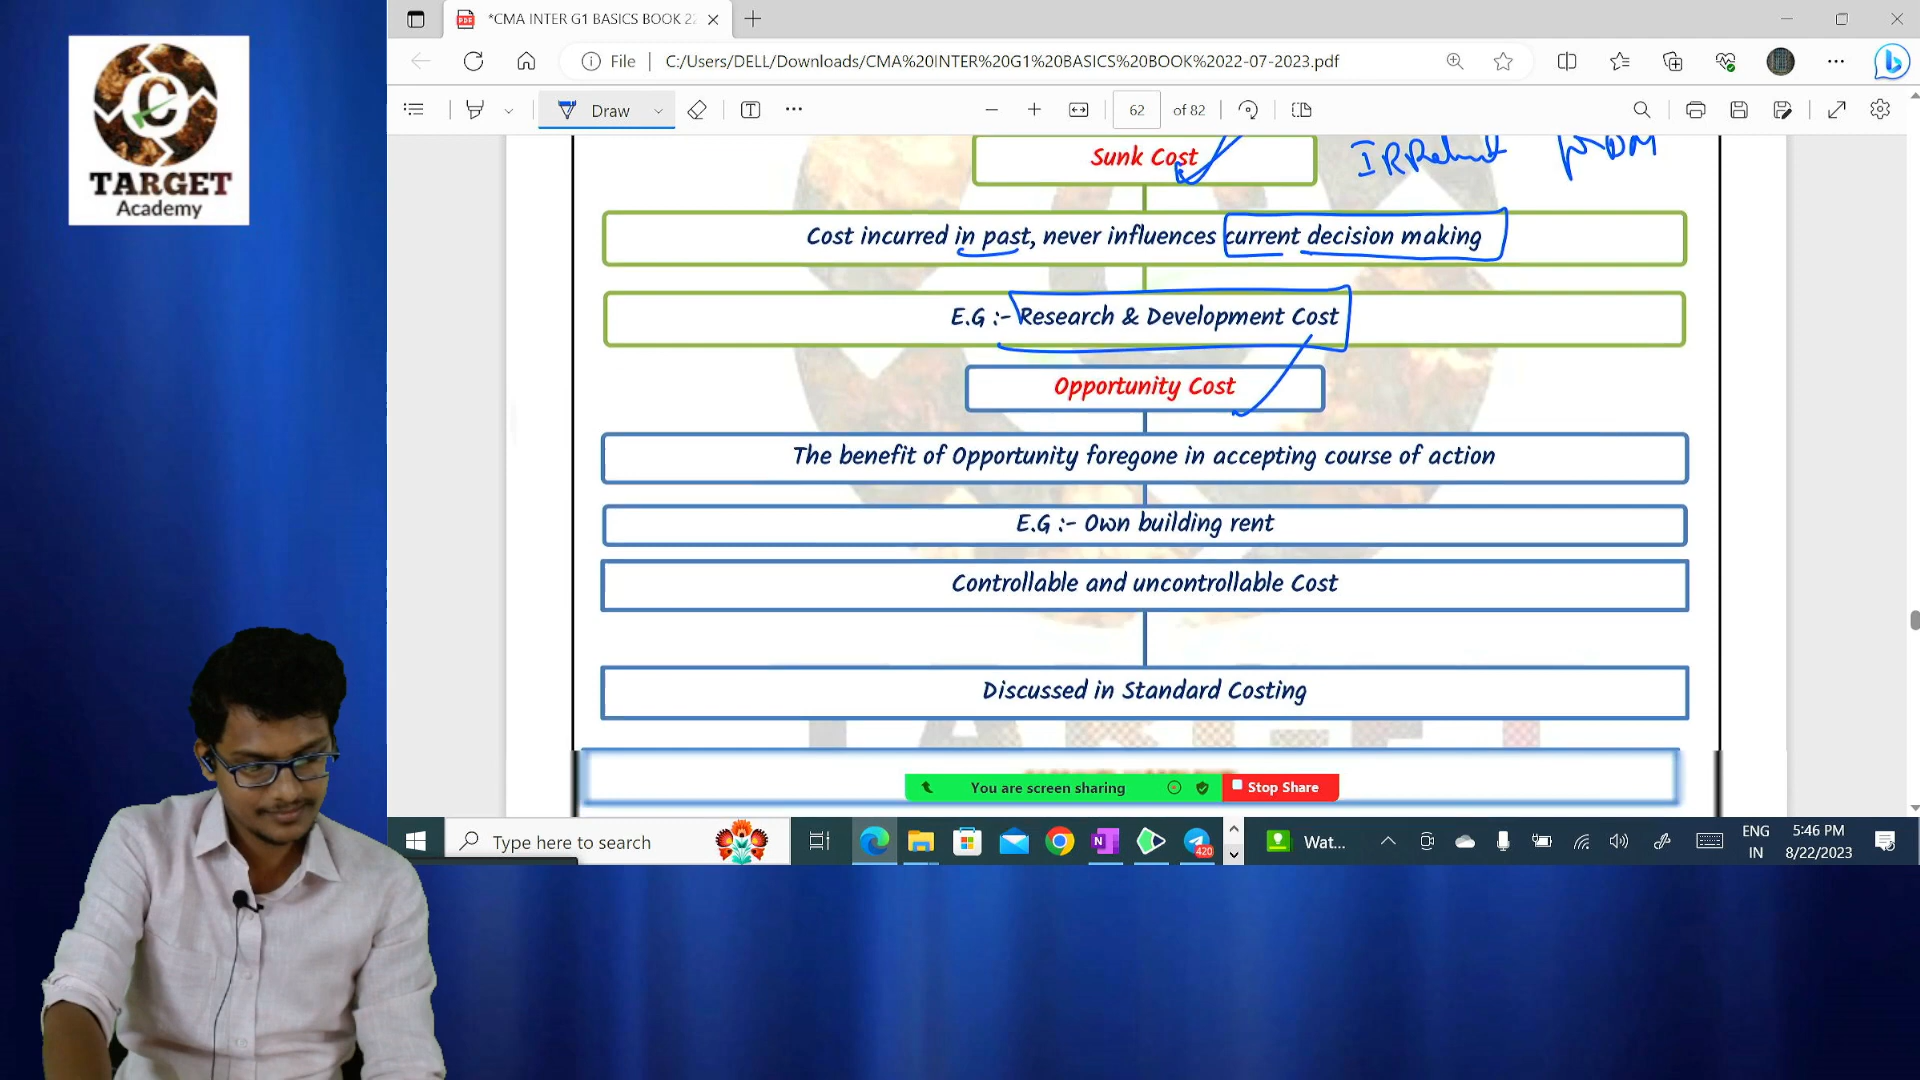 TARGET
Academy
*CMA INTER G1 BASICS BOOK 22
File
C:/Users/DELL/Downloads/CMA%20INTER%20G1%20BASICS%20BOOK%2022-07-2023.pdf
Draw
62 of 82
Sunk Cost
Cost incurred in past, never influences current decision making
E.G :- Research & Development Cost
Opportunity Cost
The benefit of Opportunity foregone in accepting course of action
E.G :- Own building rent
Controllable and uncontrollable Cost
Discussed in Standard Costing
You are screen sharing
Stop Share
Type here to search
420
Wat...
ENG
IN
5:46 PM
8/22/2023